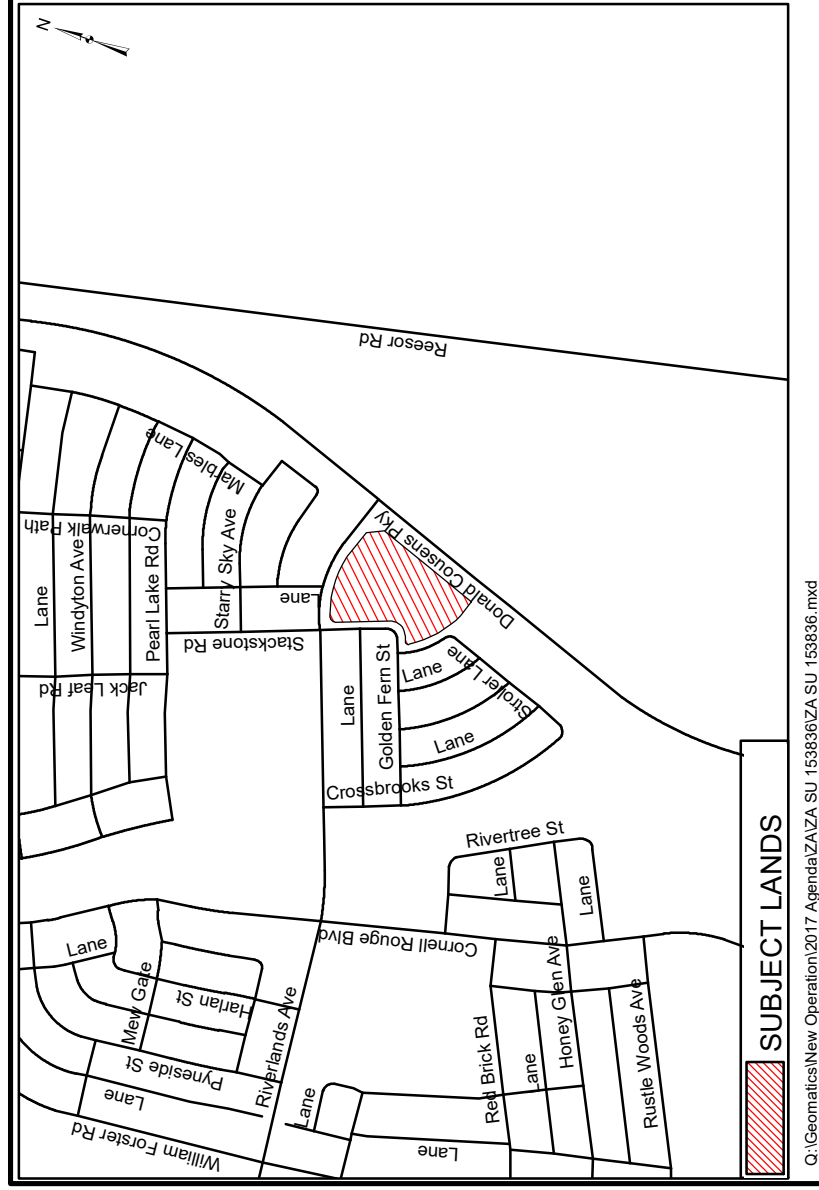 N
Reesor Rd
Marbles Lane
Cornerwalk Path
Lane
Windyton Ave
Pearl Lake Rd
Starry Sky Ave
Lane
Donald Cousens Pky
Stackstone Rd
Jack Leaf Rd
Lane
Golden Fern St
Lane
Stroker Lane
Lane
Crossbrooks St
Rivertree St
Lane
Lane
Cornell Rouge Blvd
Lane
Mew Gate
Harlan St
Riverlands Ave
Pyneside St
Lane
William Forster Rd
Lane
Lane
Red Brick Rd
Lane
Honey Glen Ave
Rustle Woods Ave
SUBJECT LANDS
Q:\Geomatics\New Operation\2017 Agenda\ZA\ZA SU 153836\ZA SU 153836.mxd